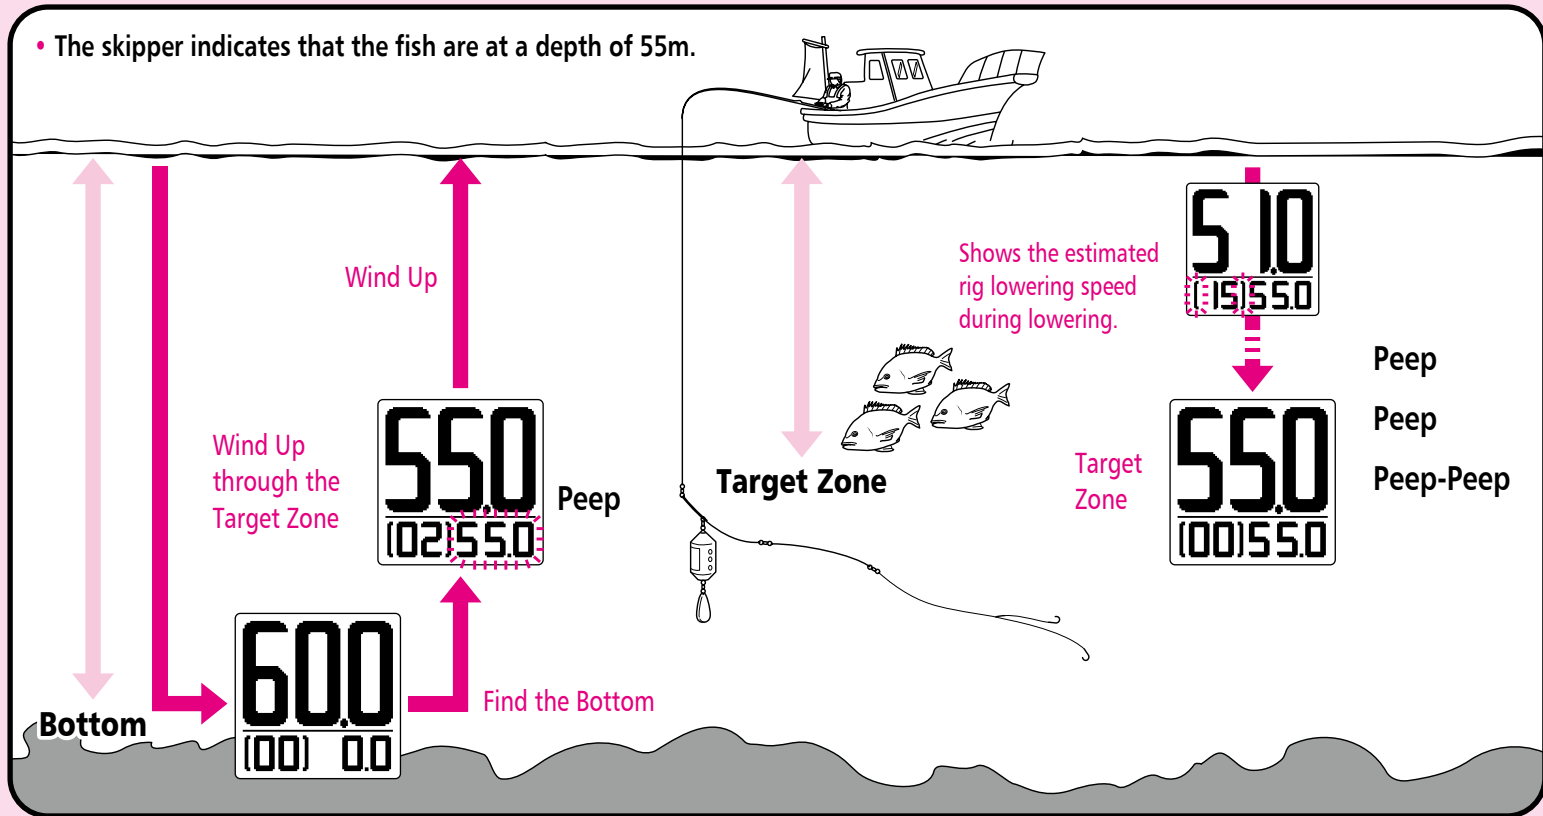 • The skipper indicates that the fish are at a depth of 55m.
Wind Up
Wind Up
through the
Target Zone
55.0
(02)55.0
Peep
60.0
(00) 0.0
Find the Bottom
Bottom
Target Zone
Shows the estimated
rig lowering speed
during lowering.
51.0
(15)55.0
Target
Zone
55.0
(00)55.0
Peep
Peep
Peep-Peep